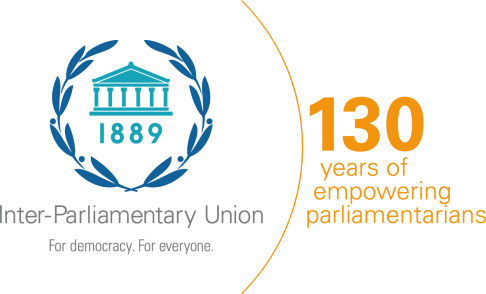 1889
Inter-Parliamentary Union
For democracy. For everyone.
130
years of
empowering
parliamentarians